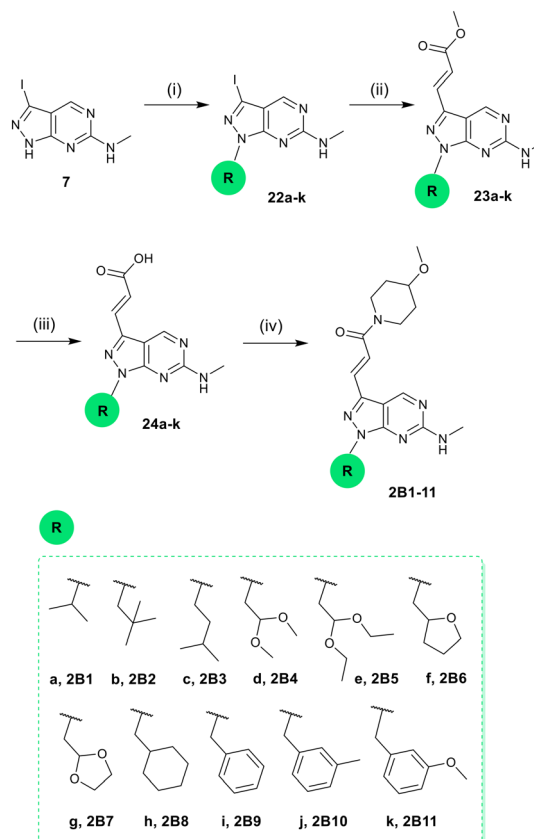 (i)
(ii)
I
N
N
N
H
N
N
H
7
I
N
N
N
N
N
H
R
22a-k
O
O
N
N
N
N
N
H
R
23a-k
(iii)
(iv)
OH
O
N
N
N
N
N
H
R
24a-k
O
N
O
N
N
N
N
N
H
R
2B1-11
R
O
O
O
O
O
a, 2B1
b, 2B2
c, 2B3
d, 2B4
e, 2B5
f, 2B6
O
O
O
g, 2B7
h, 2B8
i, 2B9
j, 2B10
k, 2B11